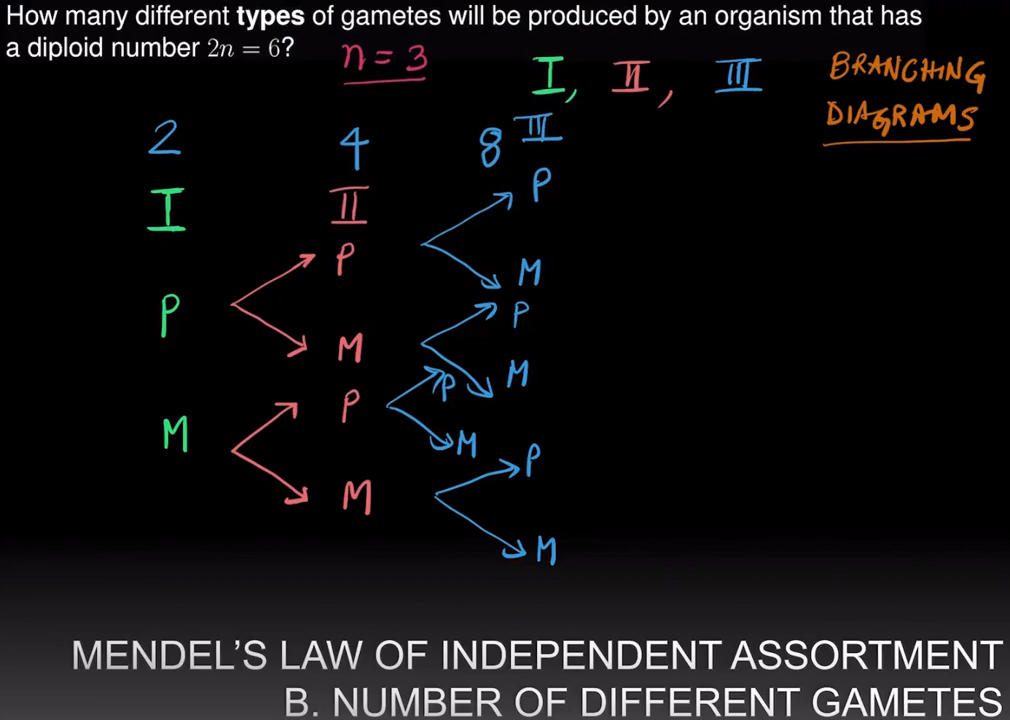 How many different types of gametes will be produced by an organism that has
a diploid number 2n = 6?
n = 3
I, II, III
BRANCHING
DIAGRAMS
2 4 8 III
I II
P
P
P
M
P
M
P
M
P
M
P
M
M
P
M
MENDEL'S LAW OF INDEPENDENT ASSORTMENT
B. NUMBER OF DIFFERENT GAMETES